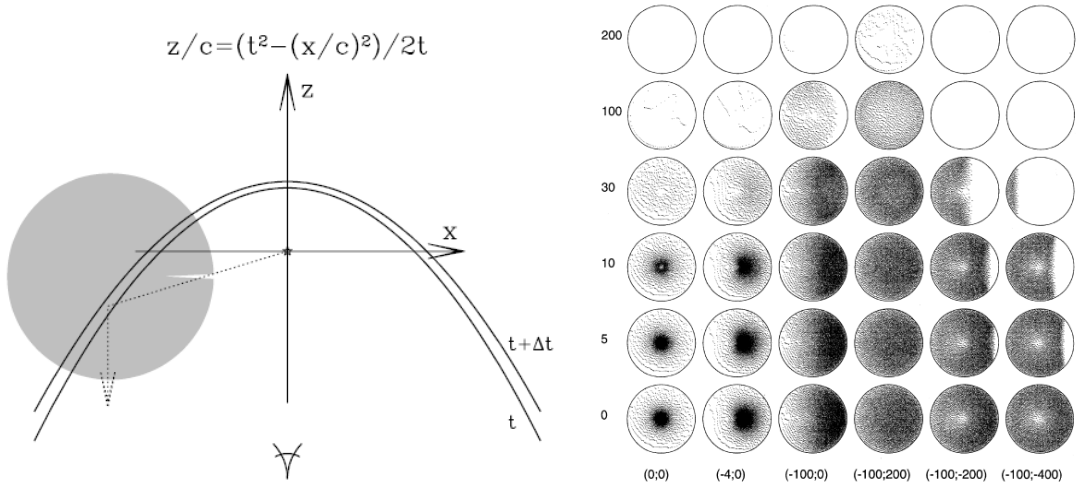 z/c=(t²-(x/c)²)/2t
z
x
t+Δt
t
200
100
30
10
5
0
(0;0) (-4;0) (-100;0) (-100;200) (-100;-200) (-100;-400)